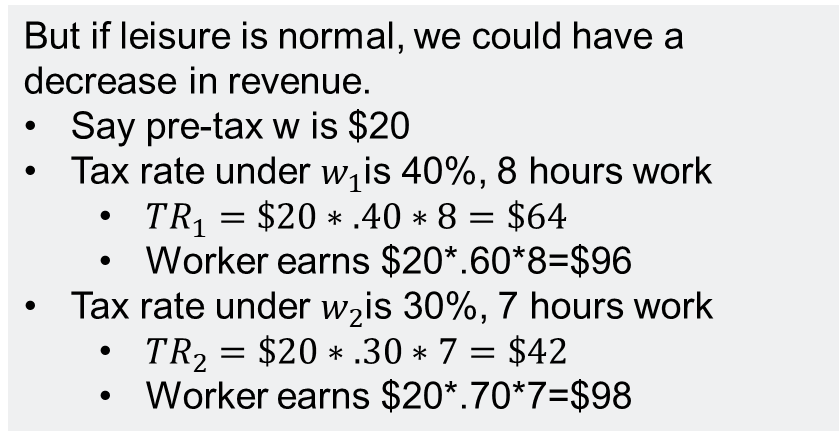 But if leisure is normal, we could have a
decrease in revenue.
• Say pre-tax w is $20
• Tax rate under w₁is 40%, 8 hours work
• TR₁ = $20 ∗ .40 ∗ 8 = $64
• Worker earns $20*.60*8=$96
• Tax rate under w₂is 30%, 7 hours work
• TR₂ = $20 ∗ .30 ∗ 7 = $42
• Worker earns $20*.70*7=$98